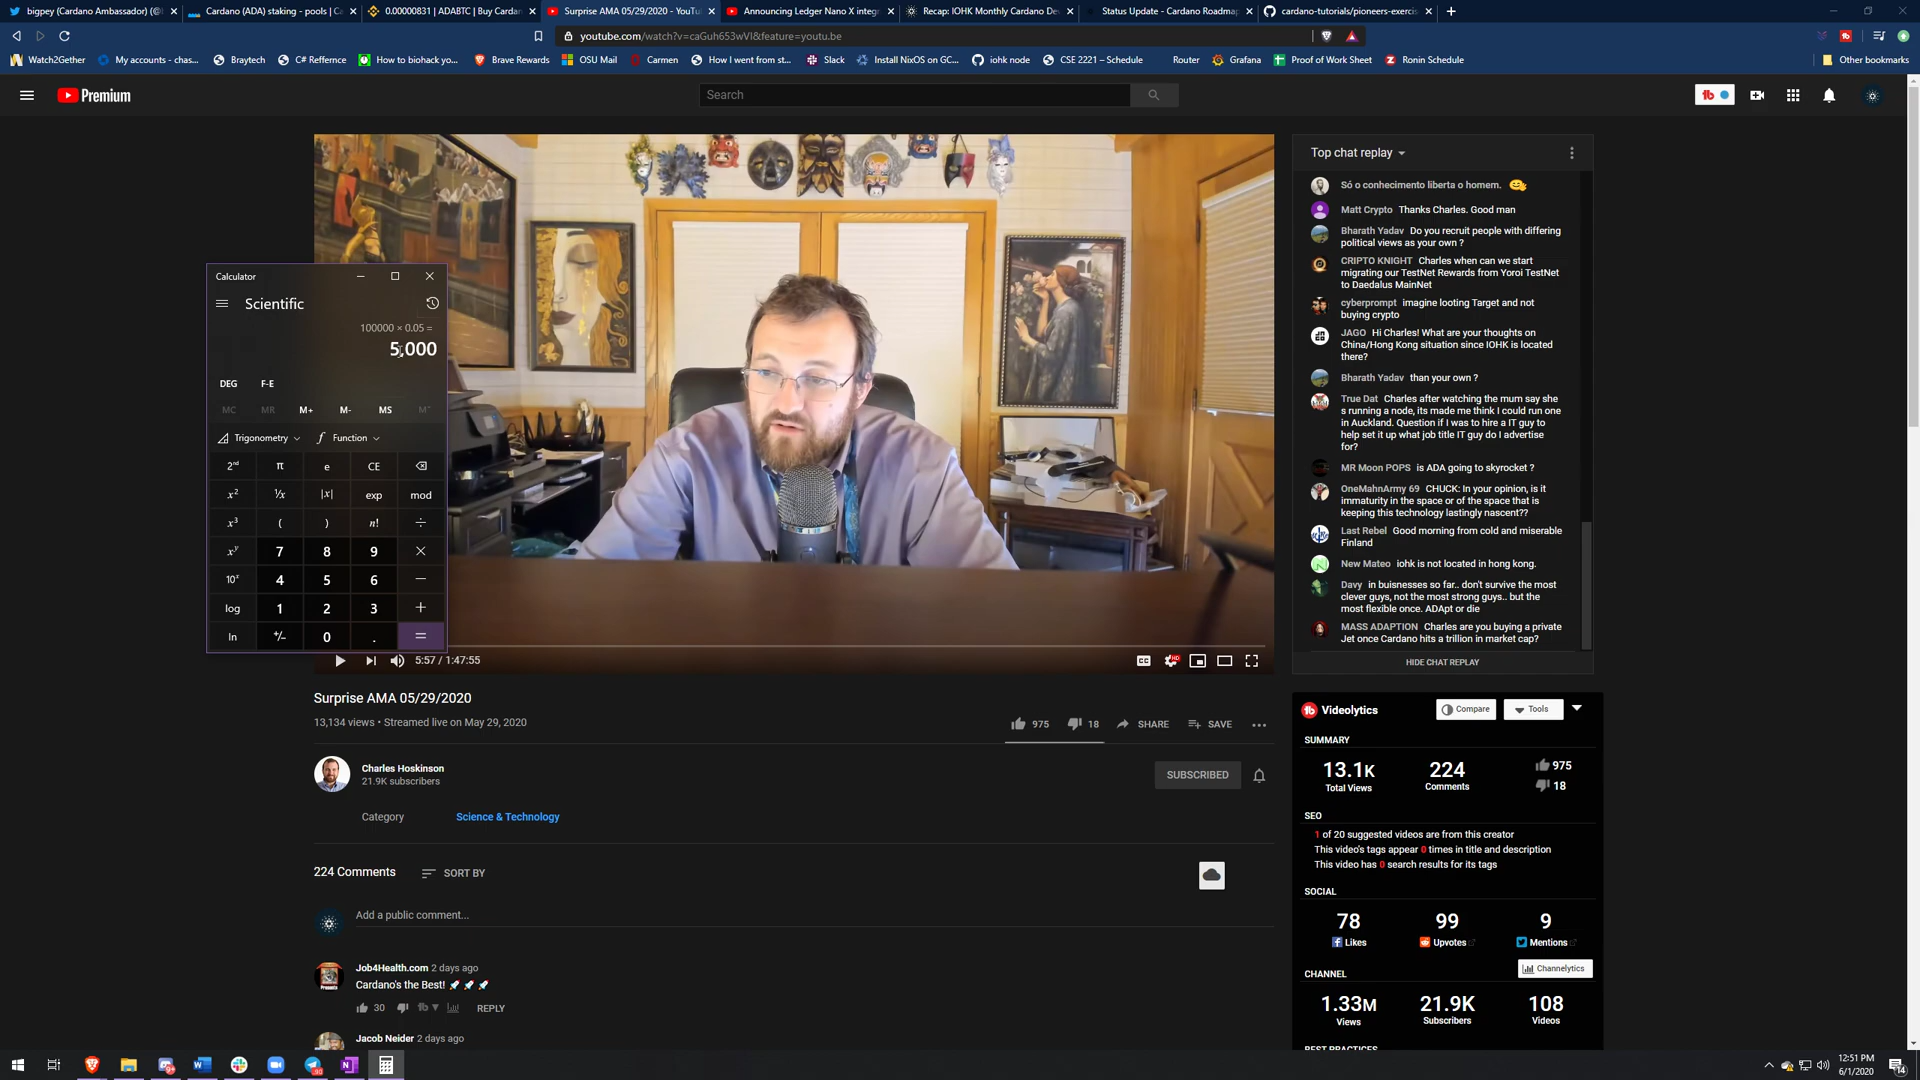 bigpey (Cardano Ambassador) (@
Cardano (ADA) staking - pools |
0.00000831 | ADABTC | Buy Cardan
Surprise AMA 05/29/2020 - YouTu
Announcing Ledger Nano X integ
Recap: IOHK Monthly Cardano De
Status Update - Cardano Roadmap
cardano-tutorials/pioneers-exercis
youtube.com/watch?v=caGuh653wVI&feature=youtu.be
Watch2Gether
My accounts - chas...
Braytech
C# Reffernce
How to biohack yo...
Brave Rewards
OSU Mail
Carmen
How I went from st...
Slack
Install NixOS on GC...
iohk node
CSE 2221 – Schedule
Router
Grafana
Proof of Work Sheet
Ronin Schedule
Other bookmarks
Premium
Search
Top chat replay
Só o conhecimento liberta o homem.
Matt Crypto Thanks Charles. Good man
Bharath Yadav Do you recruit people with differing
political views as your own ?
CRIPTO KNIGHT Charles when can we start
migrating our TestNet Rewards from Yoroi TestNet
to Daedalus MainNet
cyberprompt imagine looting Target and not
buying crypto
JAGO Hi Charles! What are your thoughts on
China/Hong Kong situation since IOHK is located
there?
Bharath Yadav than your own ?
True Dat Charles after watching the mum say she
s running a node, its made me think I could run one
in Auckland. Question if I was to hire a IT guy to
help set it up what job title IT guy do I advertise
for?
MR Moon POPS is ADA going to skyrocket ?
OneMahnArmy 69 CHUCK: In your opinion, is it
immaturity in the space or of the space that is
keeping this technology lastingly nascent??
Last Rebel Good morning from cold and miserable
Finland
New Mateo iohk is not located in hong kong.
Davy in buisnesses so far.. don't survive the most
clever guys, not the most strong guys.. but the
most flexible once. ADApt or die
MASS ADAPTION Charles are you buying a private
Jet once Cardano hits a trillion in market cap?
HIDE CHAT REPLAY
Calculator
Scientific
100000 × 0.05 =
5,000
DEG F-E
MC MR M+ M- MS M˅
Trigonometry Function
2nd π e CE
x² ¹/x |x| exp mod
x³ ( ) n! ÷
xʸ 7 8 9 ×
10ˣ 4 5 6 −
log 1 2 3 +
ln +/− 0 . =
5:57 / 1:47:55
CC
HD
Surprise AMA 05/29/2020
13,134 views • Streamed live on May 29, 2020
975 18 SHARE SAVE
Charles Hoskinson
21.9K subscribers
SUBSCRIBED
Category Science & Technology
224 Comments SORT BY
Add a public comment...
Job4Health.com 2 days ago
Cardano's the Best!
30 REPLY
Jacob Neider 2 days ago
Videolytics
Compare
Tools
SUMMARY
13.1K
Total Views
224
Comments
975
18
SEO
1 of 20 suggested videos are from this creator
This video's tags appear 0 times in title and description
This video has 0 search results for its tags
SOCIAL
78
Likes
99
Upvotes
9
Mentions
CHANNEL
Channelytics
1.33M
Views
21.9K
Subscribers
108
Videos
BEST PRACTICES
12:51 PM
6/1/2020